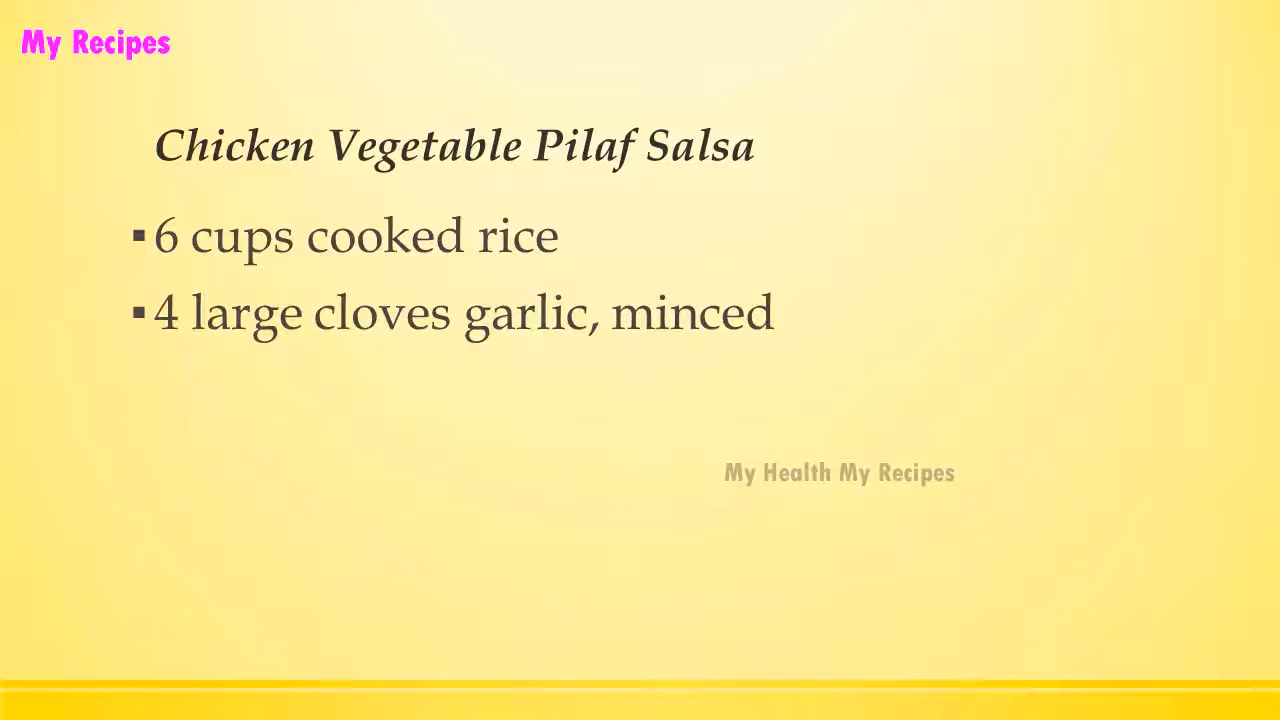 My Recipes
Chicken Vegetable Pilaf Salsa
▪6 cups cooked rice
▪4 large cloves garlic, minced
My Health My Recipes